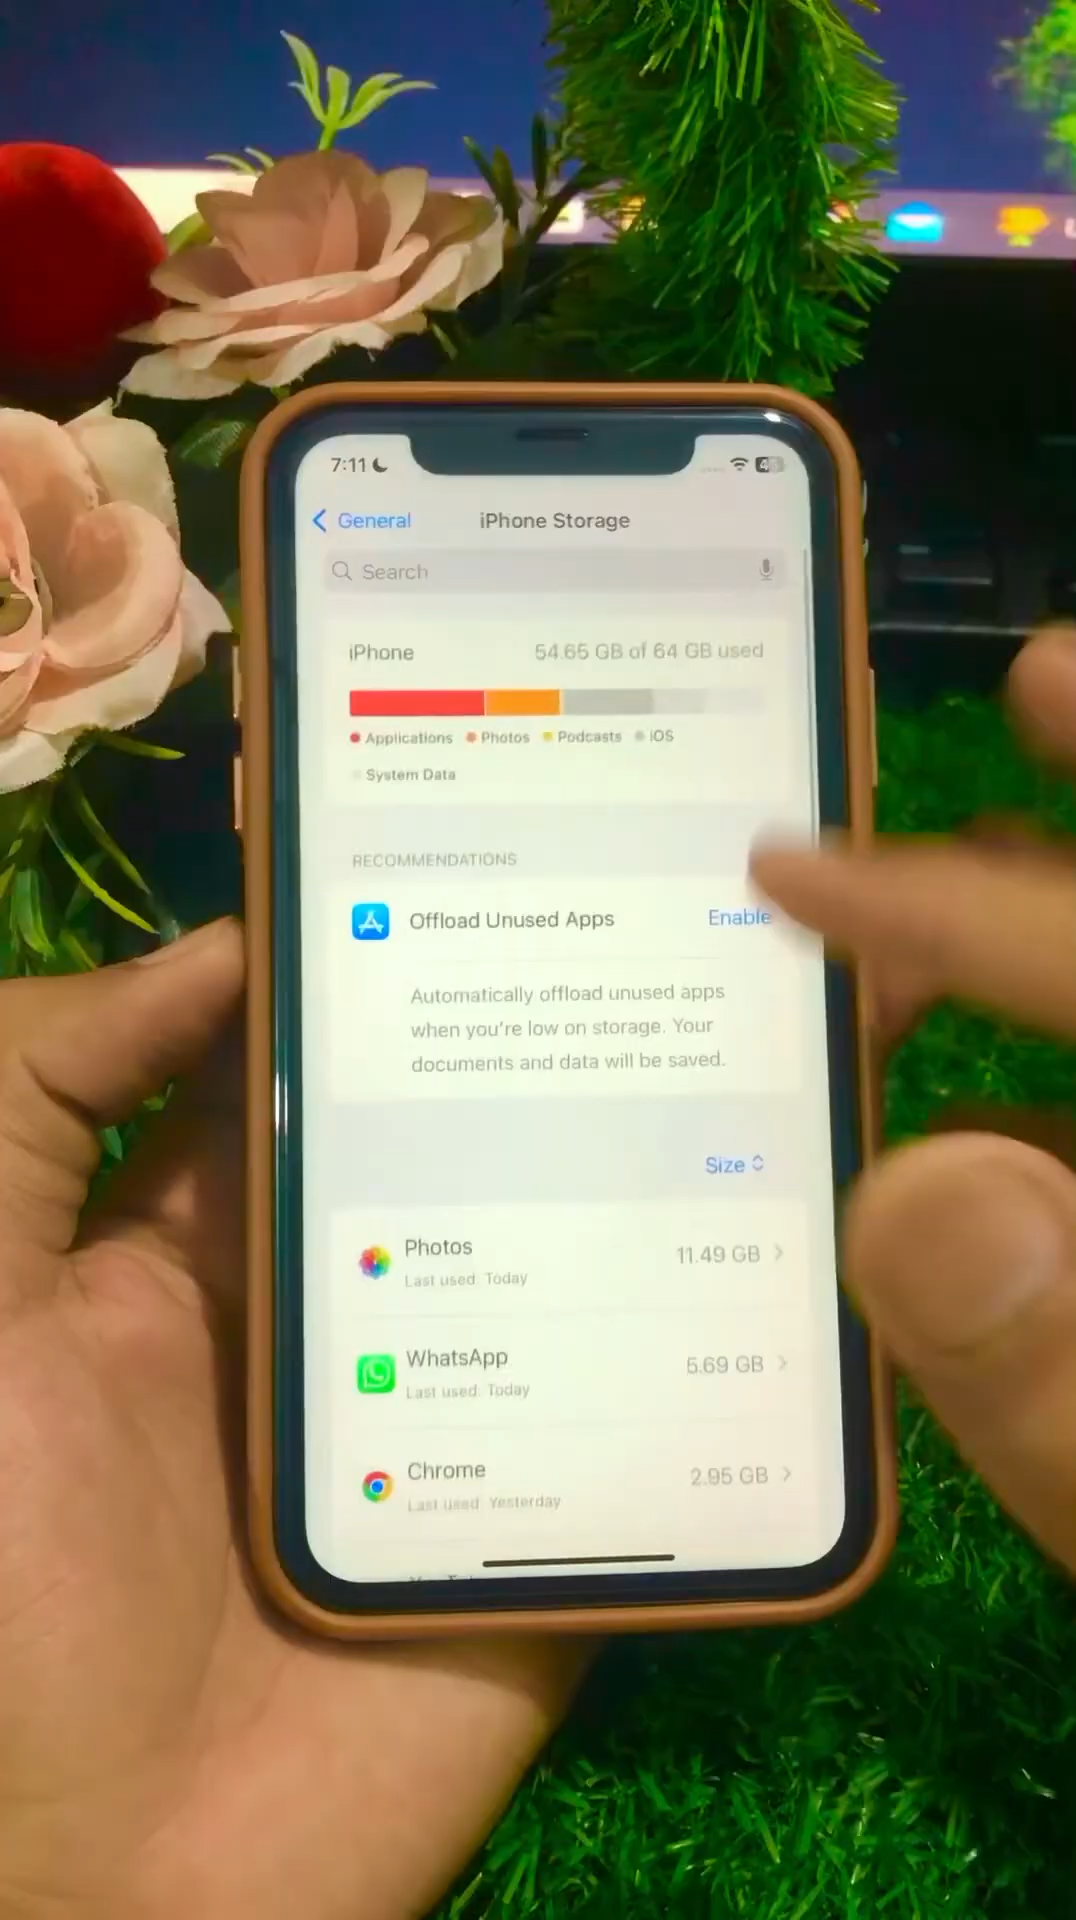 7:11
General
iPhone Storage
Search
iPhone
54.65 GB of 64 GB used
Applications
Photos
Podcasts
iOS
System Data
RECOMMENDATIONS
Offload Unused Apps
Enable
Automatically offload unused apps
when you're low on storage. Your
documents and data will be saved.
Size
Photos
11.49 GB
Last used: Today
WhatsApp
5.69 GB
Last used: Today
Chrome
2.95 GB
Last used: Yesterday